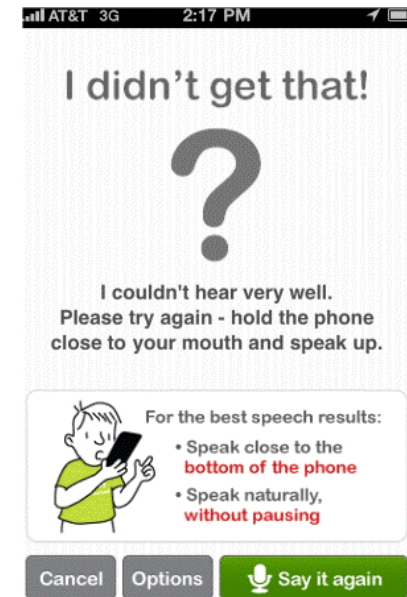 AT&T 3G 2:17 PM
I didn't get that!
?
I couldn't hear very well.
Please try again - hold the phone
close to your mouth and speak up.
For the best speech results:
• Speak close to the
bottom of the phone
• Speak naturally,
without pausing
Cancel Options Say it again